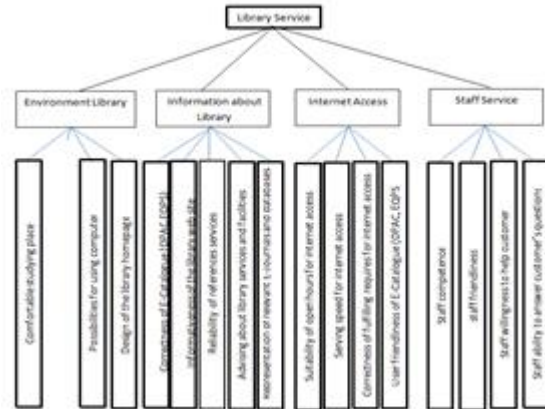 Library Service
Environment Library
Information about
Library
Internet Access
Staff Service
Comfortable studying place
Possibilities for using computer
Design of the library homepage
Correctness of E-Catalogue (OPAC, EOPS)
Informativeness of the library web site
Reliability of references services
Advising about library services and facilities
Representation of relevant E-Journals and databases
Suitability of open hours for internet access
Serving speed for internet access
Correctness of fulfilling requires for internet access
User friendliness of E-Catalogue (OPAC, EOPS
Staff competence
staff friendliness
Staff willingness to help customer
Staff ability to answer customer's questions